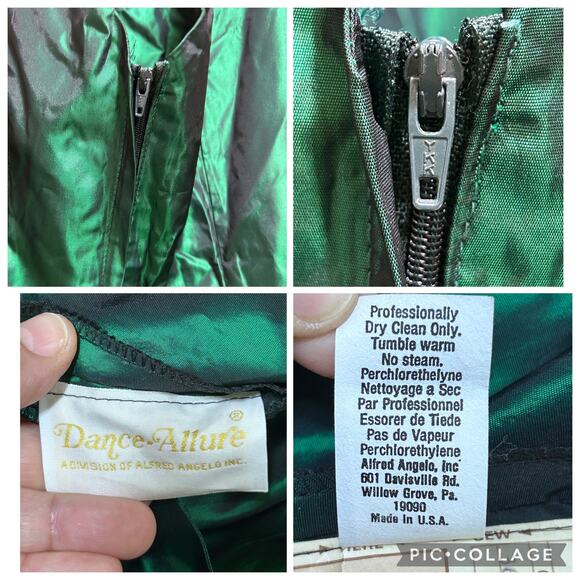 YKK
Dance-Allure®
A DIVISION OF ALFRED ANGELO INC.
Professionally
Dry Clean Only.
Tumble warm
No steam,
Perchlorethelyne
Nettoyage a Sec
Par Professionnel
Essorer de Tiede
Pas de Vapeur
Perchlorethylene
Alfred Angelo, Inc
601 Davisville Rd.
Willow Grove, Pa.
19090
Made in U.S.A.
SEW
PIC•COLLAGE